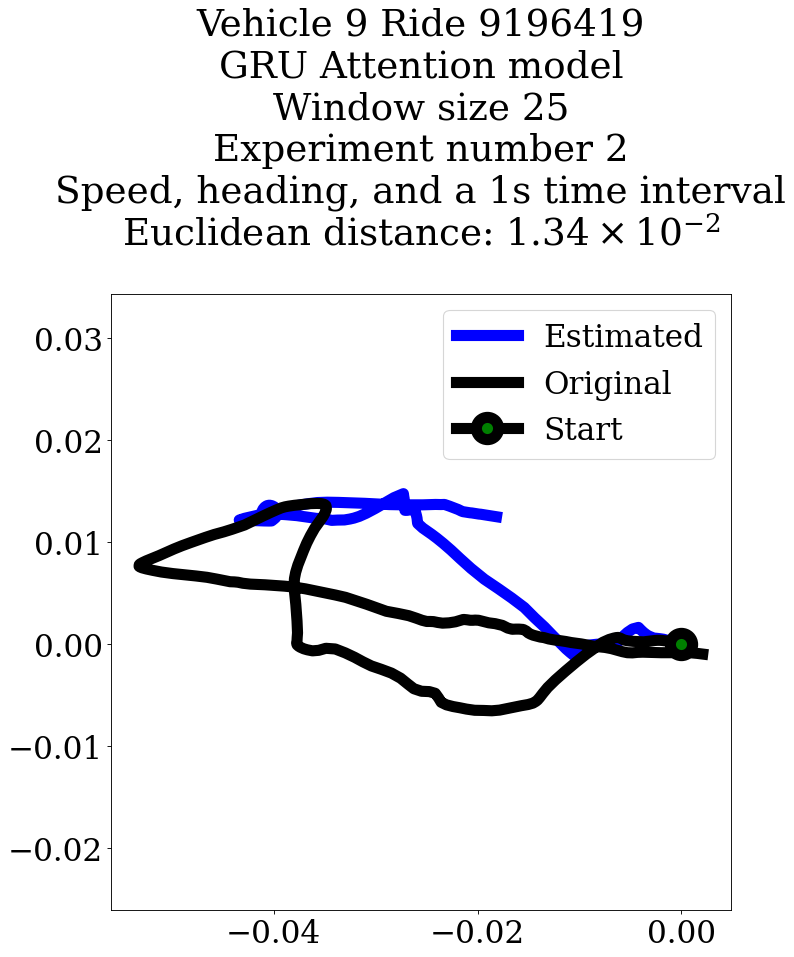 Vehicle 9 Ride 9196419
GRU Attention model
Window size 25
Experiment number 2
Speed, heading, and a 1s time interval
Euclidean distance: 1.34 × 10⁻²
Estimated
Original
Start
0.03
0.02
0.01
0.00
−0.01
−0.02
−0.04
−0.02
0.00